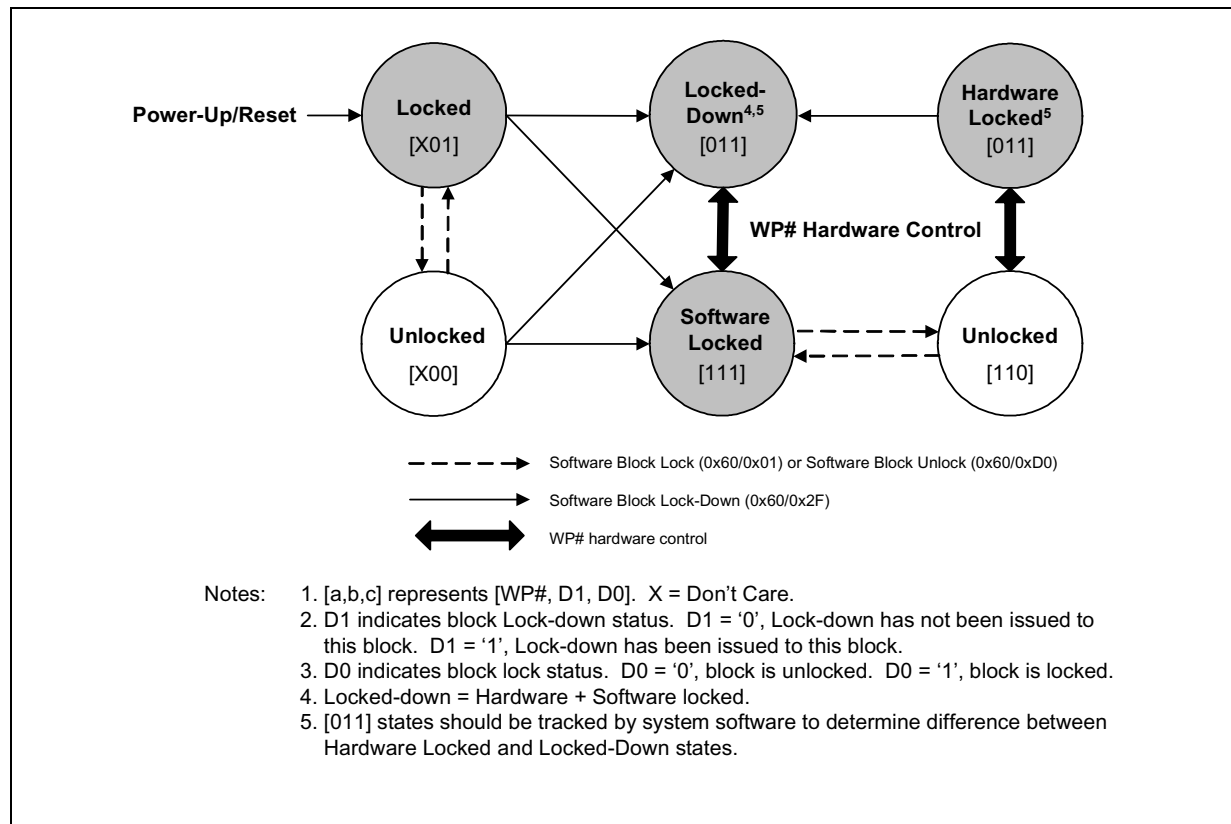 Power-Up/Reset
Locked
[X01]
Locked-
Down4,5
[011]
Hardware
Locked5
[011]
WP# Hardware Control
Unlocked
[X00]
Software
Locked
[111]
Unlocked
[110]
Software Block Lock (0x60/0x01) or Software Block Unlock (0x60/0xD0)
Software Block Lock-Down (0x60/0x2F)
WP# hardware control
Notes: 1. [a,b,c] represents [WP#, D1, D0]. X = Don't Care.
2. D1 indicates block Lock-down status. D1 = ‘0’, Lock-down has not been issued to
this block. D1 = ‘1’, Lock-down has been issued to this block.
3. D0 indicates block lock status. D0 = ‘0’, block is unlocked. D0 = ‘1’, block is locked.
4. Locked-down = Hardware + Software locked.
5. [011] states should be tracked by system software to determine difference between
Hardware Locked and Locked-Down states.